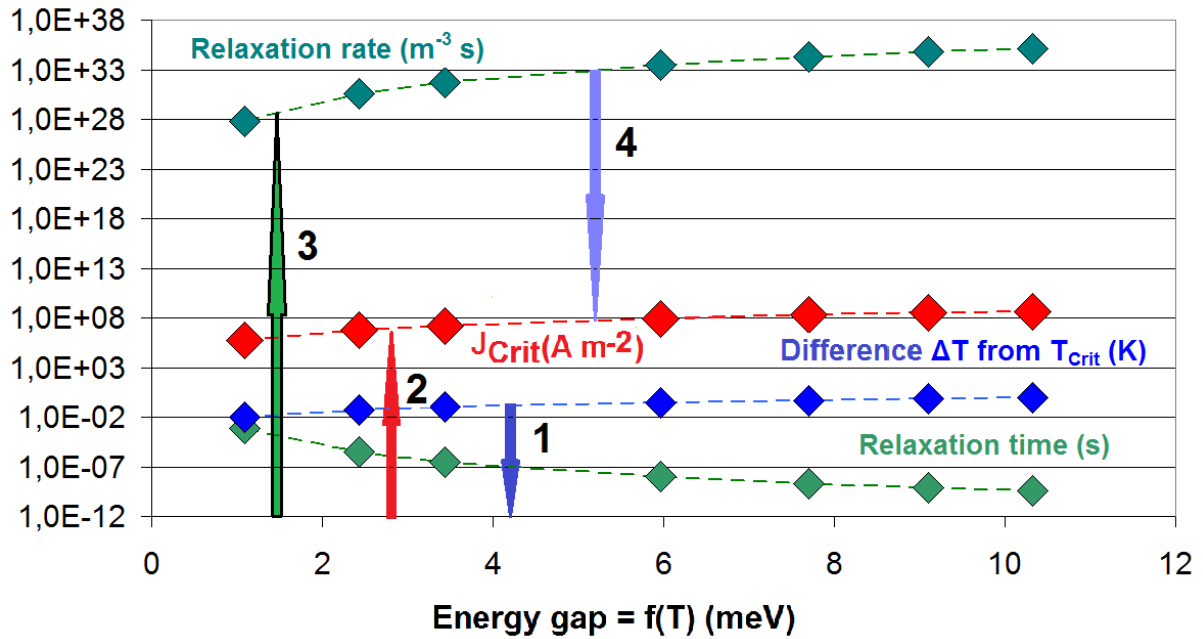 1,0E+38
Relaxation rate (m⁻³ s)
1,0E+33
1,0E+28
4
1,0E+23
1,0E+18
3
1,0E+13
1,0E+08
JCrit(A m-2)
Difference ΔT from TCrit (K)
1,0E+03
2
1,0E-02
1
Relaxation time (s)
1,0E-07
1,0E-12
0 2 4 6 8 10 12
Energy gap = f(T) (meV)